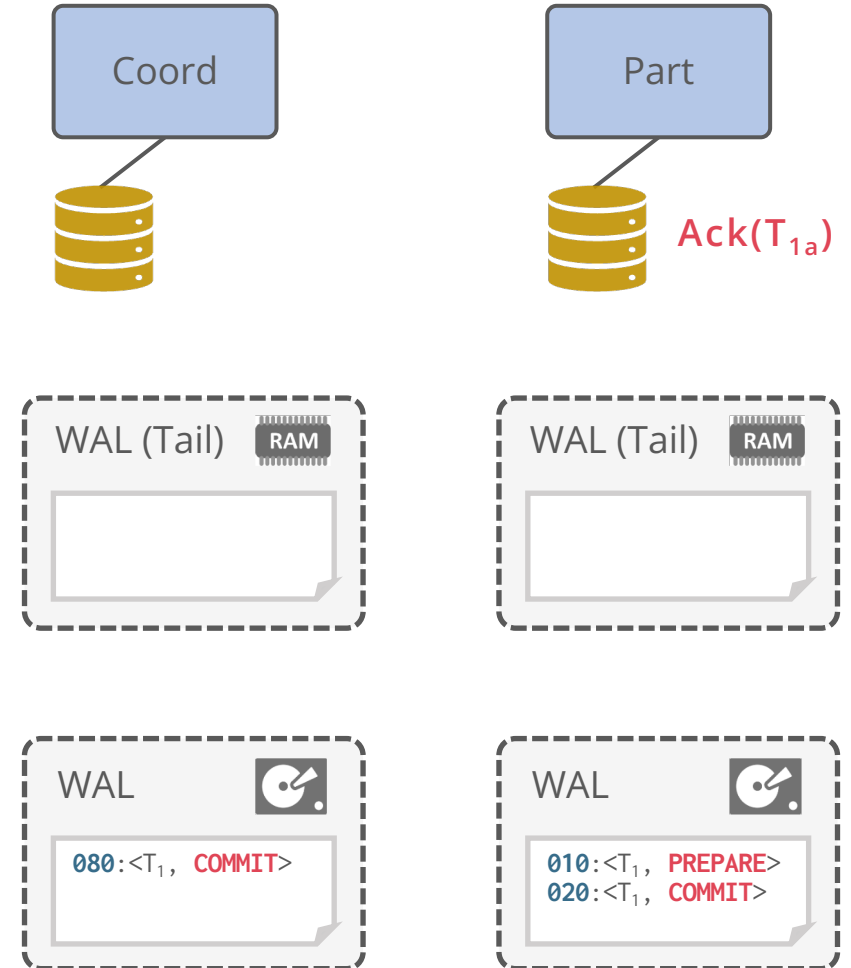 Coord
Part
Ack(T₁ₐ)
WAL (Tail)
RAM
WAL (Tail)
RAM
WAL
080:<T₁, COMMIT>
WAL
010:<T₁, PREPARE>
020:<T₁, COMMIT>